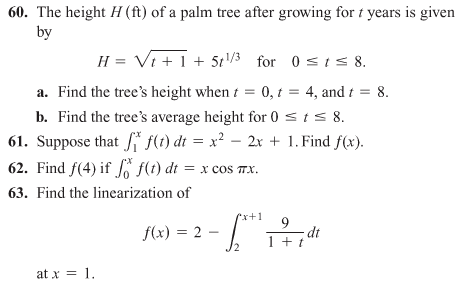 60. The height H (ft) of a palm tree after growing for t years is given
by
H = √t + 1 + 5t^1/3 for 0 ≤ t ≤ 8.
a. Find the tree's height when t = 0, t = 4, and t = 8.
b. Find the tree's average height for 0 ≤ t ≤ 8.
61. Suppose that ∫₁ˣ f(t) dt = x² − 2x + 1. Find f(x).
62. Find f(4) if ∫₀ˣ f(t) dt = x cos πx.
63. Find the linearization of
f(x) = 2 − ∫₂ˣ⁺¹ 9/(1 + t) dt
at x = 1.